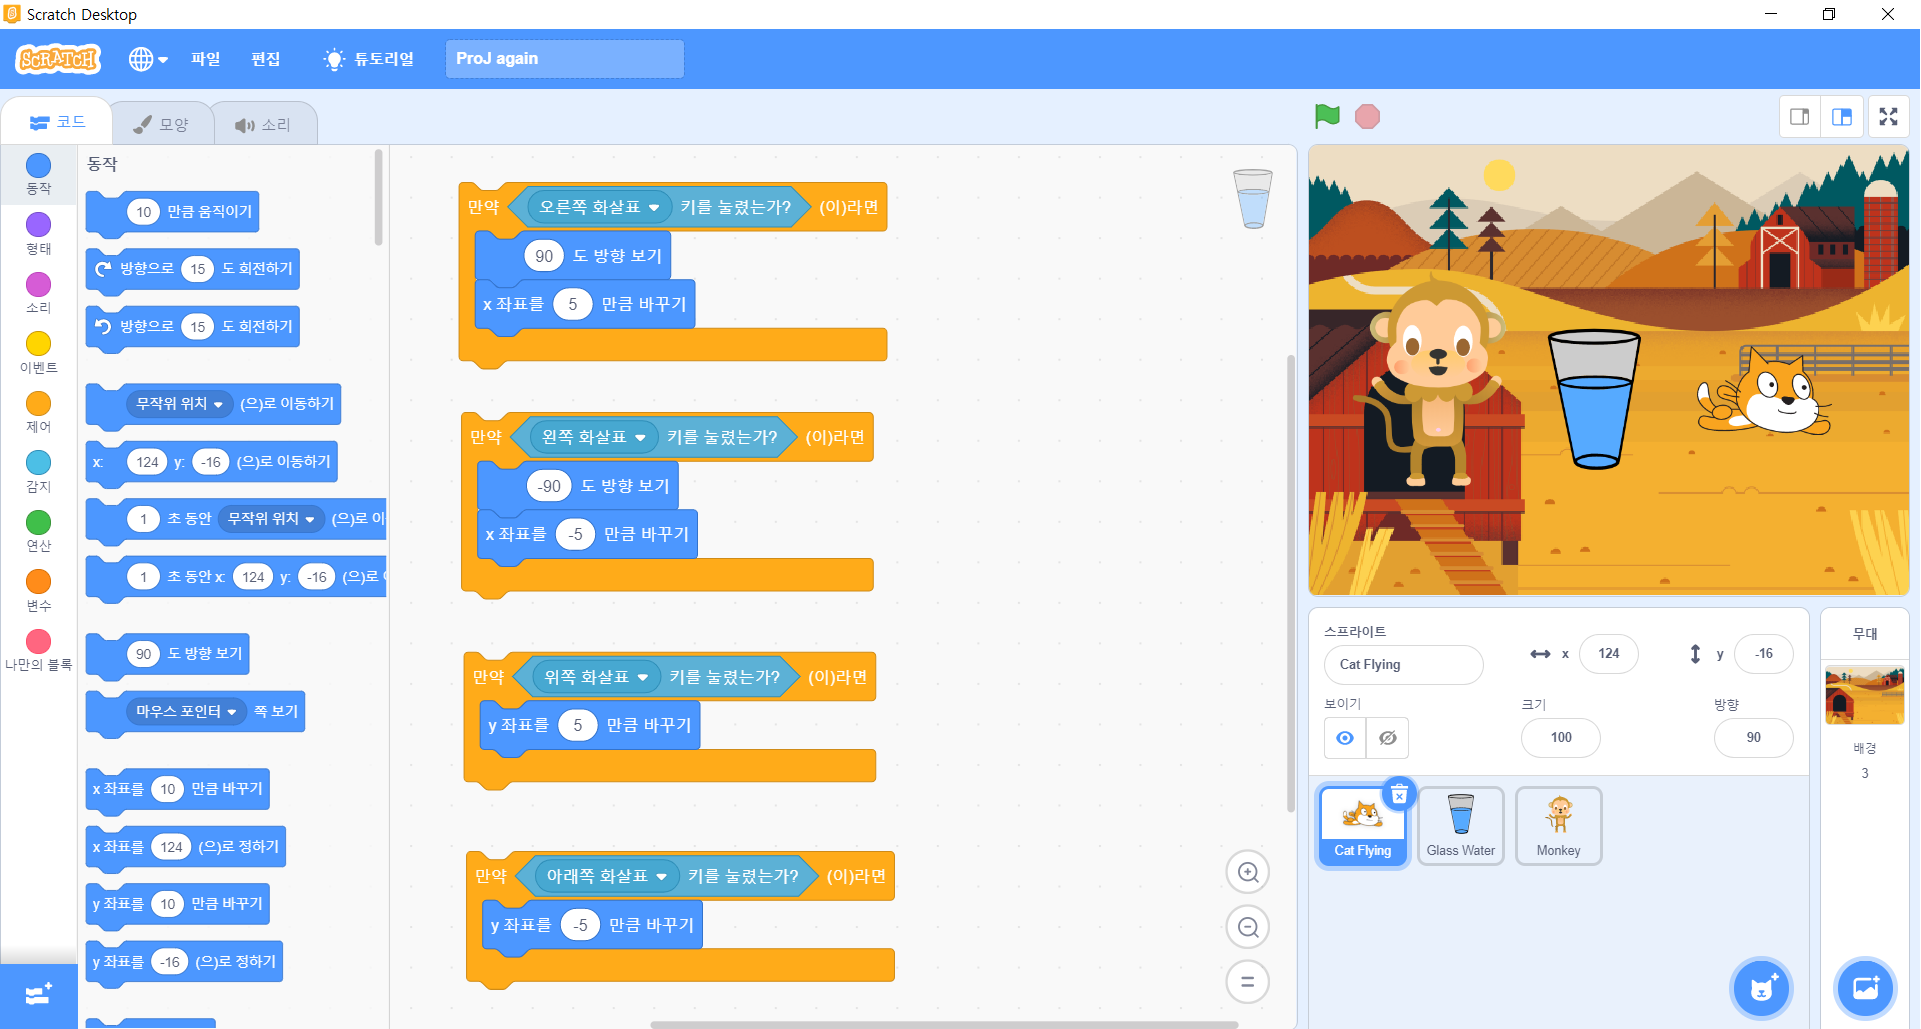 Scratch Desktop
SCRATCH
파일
편집
튜토리얼
ProJ again
코드
모양
소리
동작
형태
소리
이벤트
제어
감지
연산
변수
나만의 블록
동작
10 만큼 움직이기
방향으로 15 도 회전하기
방향으로 15 도 회전하기
무작위 위치 (으)로 이동하기
x: 124 y: -16 (으)로 이동하기
1 초 동안 무작위 위치 (으)로 이
1 초 동안 x: 124 y: -16 (으)로
90 도 방향 보기
마우스 포인터 쪽 보기
x 좌표를 10 만큼 바꾸기
x 좌표를 124 (으)로 정하기
y 좌표를 10 만큼 바꾸기
y 좌표를 -16 (으)로 정하기
만약 오른쪽 화살표 키를 눌렀는가? (이)라면
90 도 방향 보기
x 좌표를 5 만큼 바꾸기
만약 왼쪽 화살표 키를 눌렀는가? (이)라면
-90 도 방향 보기
x 좌표를 -5 만큼 바꾸기
만약 위쪽 화살표 키를 눌렀는가? (이)라면
y 좌표를 5 만큼 바꾸기
만약 아래쪽 화살표 키를 눌렀는가? (이)라면
y 좌표를 -5 만큼 바꾸기
스프라이트
Cat Flying
x 124
y -16
보이기
크기
100
방향
90
Cat Flying
Glass Water
Monkey
무대
배경
3